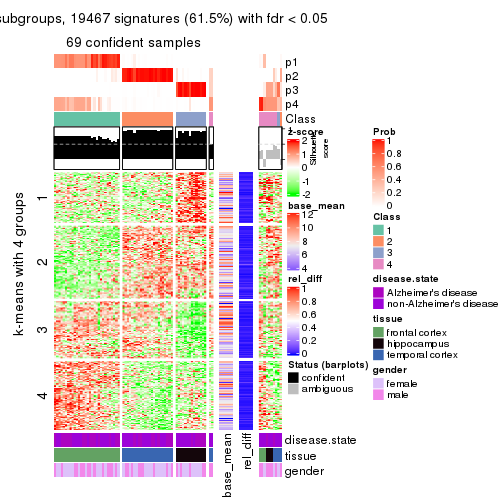 subgroups, 19467 signatures (61.5%) with fdr < 0.05
69 confident samples
p1
p2
p3
p4
Class
Silhouette
score
k-means with 4 groups
1
2
3
4
z-score
2
1
0
-1
-2
base_mean
12
10
8
6
4
rel_diff
1
0.8
0.6
0.4
0.2
0
Status (barplots)
confident
ambiguous
Prob
1
0.8
0.6
0.4
0.2
0
Class
1
2
3
4
disease.state
Alzheimer's disease
non-Alzheimer's disease
tissue
frontal cortex
hippocampus
temporal cortex
gender
female
male
disease.state
tissue
gender
base_mean
rel_diff